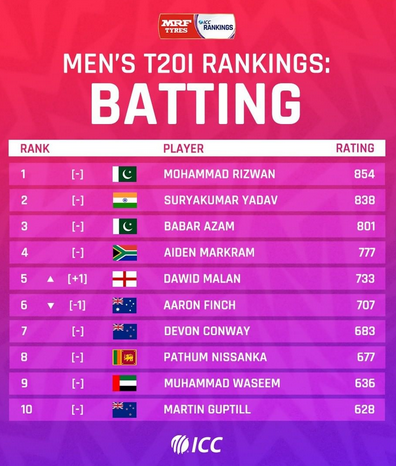 MRF TYRES ICC RANKINGS
MEN'S T20I RANKINGS:
BATTING
RANK PLAYER RATING
1 [-] MOHAMMAD RIZWAN 854
2 [-] SURYAKUMAR YADAV 838
3 [-] BABAR AZAM 801
4 [-] AIDEN MARKRAM 777
5 ▲ [+1] DAWID MALAN 733
6 ▼ [-1] AARON FINCH 707
7 [-] DEVON CONWAY 683
8 [-] PATHUM NISSANKA 677
9 [-] MUHAMMAD WASEEM 636
10 [-] MARTIN GUPTILL 628
ICC